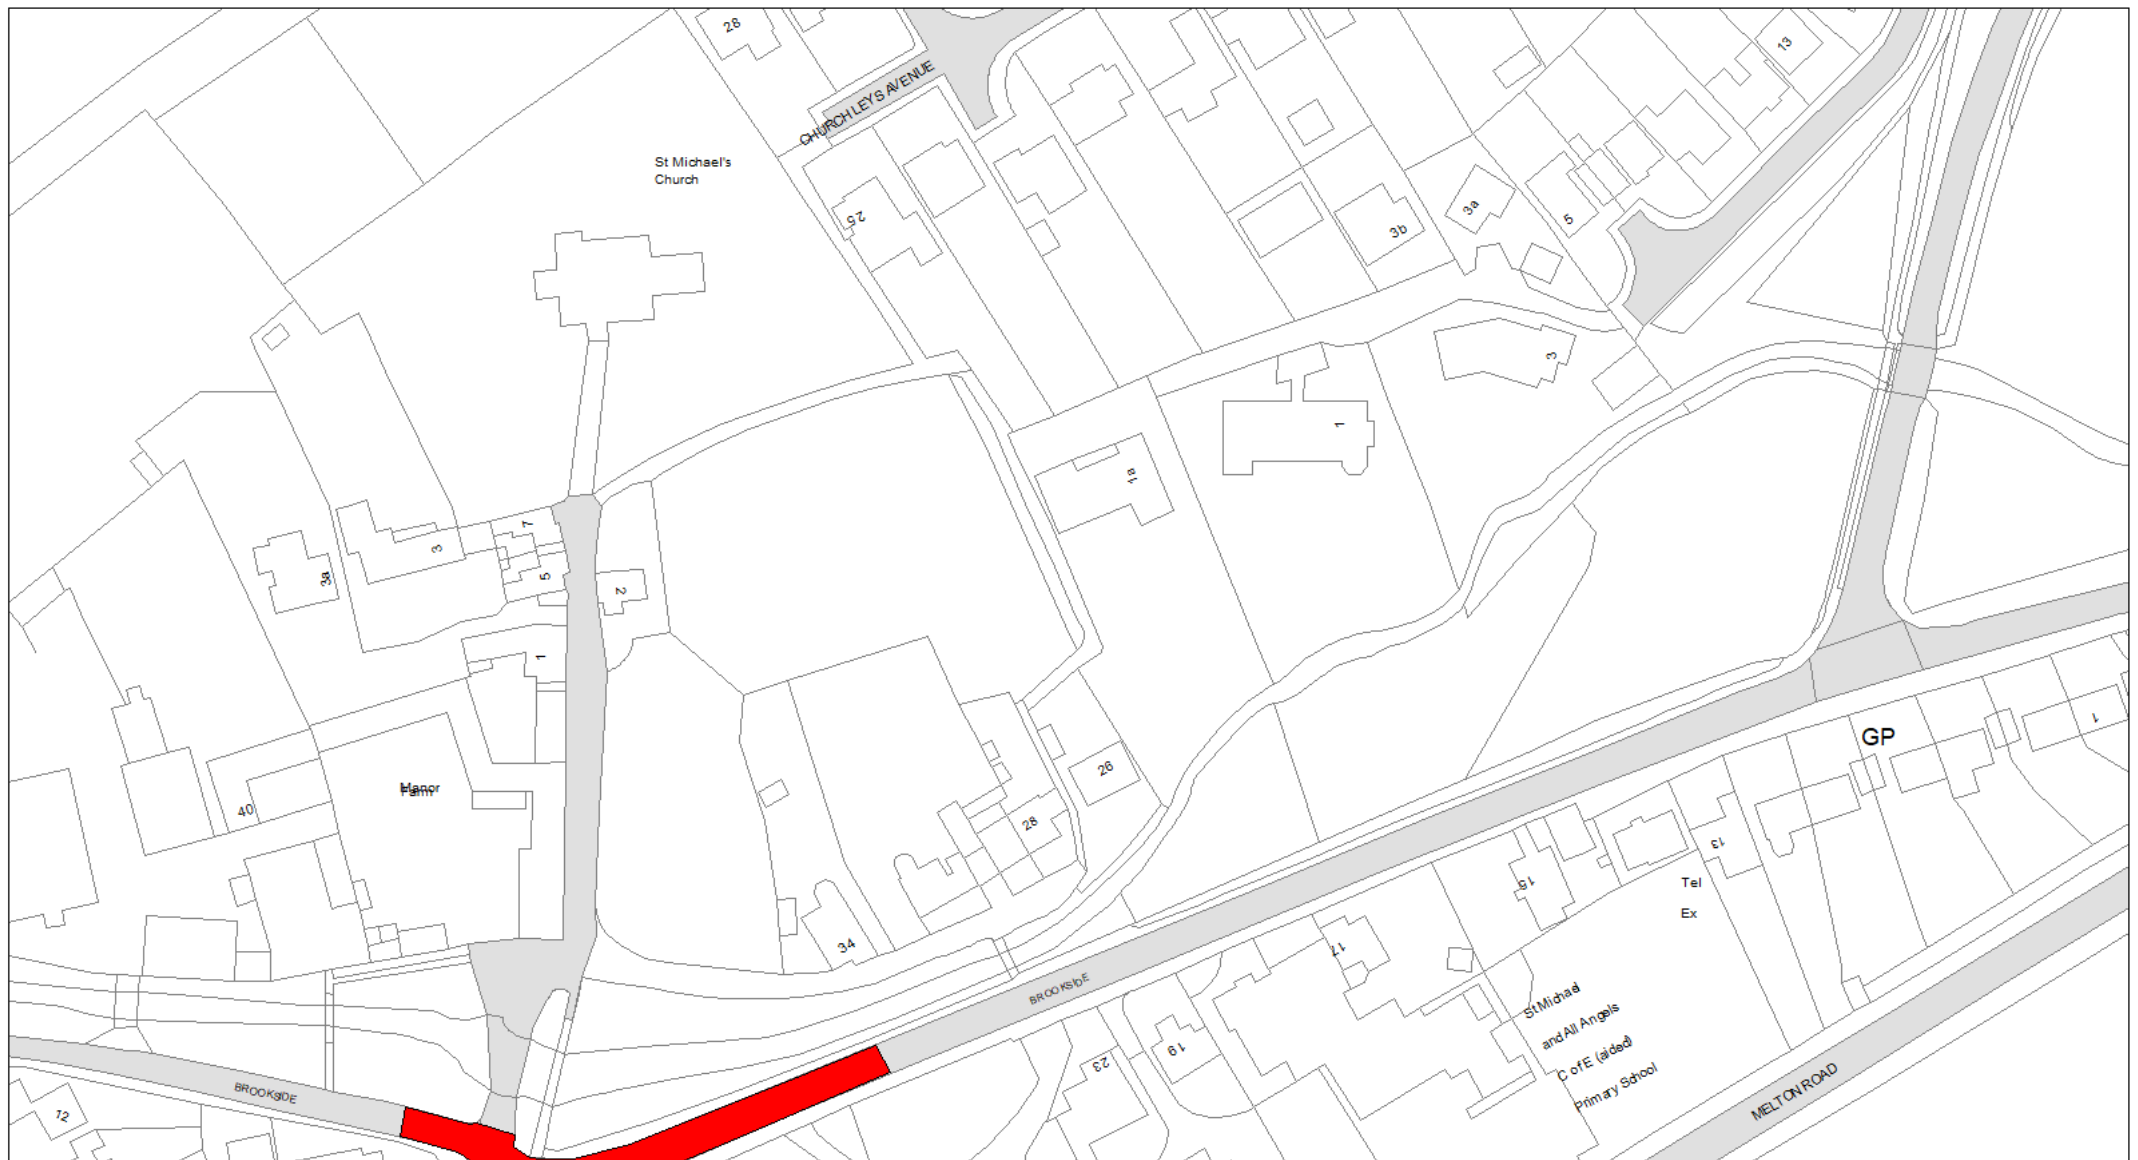 28
13
CHURCH LEYS AVENUE
St Michael's
Church
25
3a
5
3b
3
1
1a
7
3
5
3a
2
1
GP
1
26
Manor
Farm
40
28
13
15
Tel
Ex
34
17
BROOKSIDE
St Michael
and All Angels
C of E (aided)
Primary School
19
23
MELTON ROAD
BROOKSIDE
12